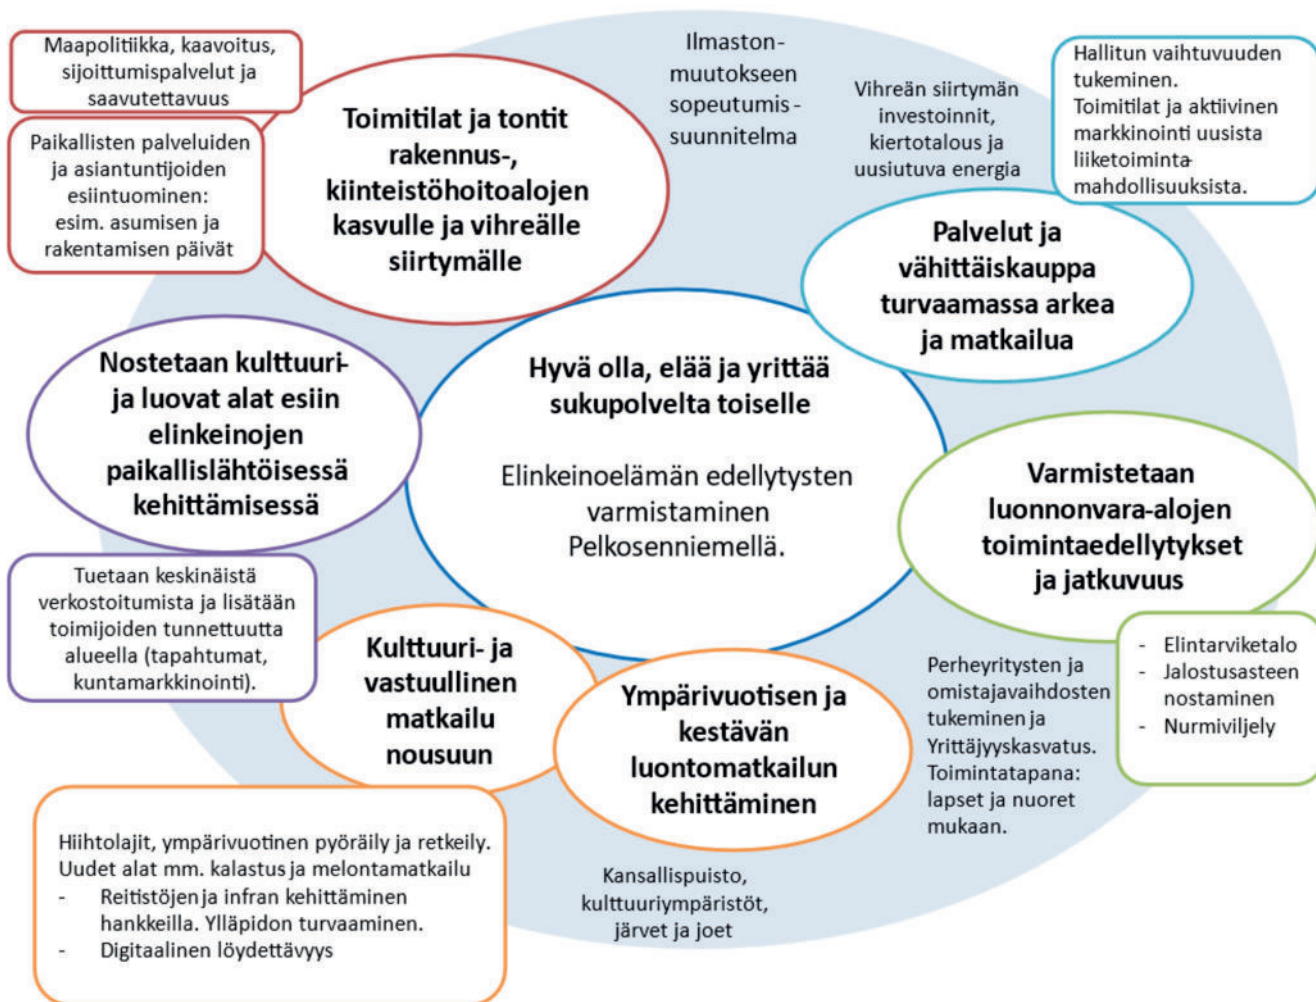 Maapolitiikka, kaavoitus,
sijoittumispalvelut ja
saavutettavuus
Paikallisten palveluiden
ja asiantuntijoiden
esiintuominen:
esim. asumisen ja
rakentamisen päivät
Toimitilat ja tontit
rakennus-,
kiinteistöhoitoalojen
kasvulle ja vihreälle
siirtymälle
Ilmaston-
muutokseen
sopeutumis-
suunnitelma
Vihreän siirtymän
investoinnit,
kiertotalous ja
uusiutuva energia
Hallitun vaihtuvuuden
tukeminen.
Toimitilat ja aktiivinen
markkinointi uusista
liiketoiminta-
mahdollisuuksista.
Palvelut ja
vähittäiskauppa
turvaamassa arkea
ja matkailua
Nostetaan kulttuuri-
ja luovat alat esiin
elinkeinojen
paikallislähtöisessä
kehittämisessä
Hyvä olla, elää ja yrittää
sukupolvelta toiselle
Elinkeinoelämän edellytysten
varmistaminen
Pelkosenniemellä.
Varmistetaan
luonnonvara-alojen
toimintaedellytykset
ja jatkuvuus
Tuetaan keskinäistä
verkostoitumista ja lisätään
toimijoiden tunnettuutta
alueella (tapahtumat,
kuntamarkkinointi).
Kulttuuri- ja
vastuullinen
matkailu
nousuun
Ympärivuotisen ja
kestävän
luontomatkailun
kehittäminen
Perheyritysten ja
omistajavaihdosten
tukeminen ja
Yrittäjyyskasvatus.
Toimintatapana:
lapset ja nuoret
mukaan.
- Elintarviketalo
- Jalostusasteen
nostaminen
- Nurmiviljely
Hiihtolajit, ympärivuotinen pyöräily ja retkeily.
Uudet alat mm. kalastus ja melontamatkailu
- Reitistöjen ja infran kehittäminen
hankkeilla. Ylläpidon turvaaminen.
- Digitaalinen löydettävyys
Kansallispuisto,
kulttuuriympäristöt,
järvet ja joet